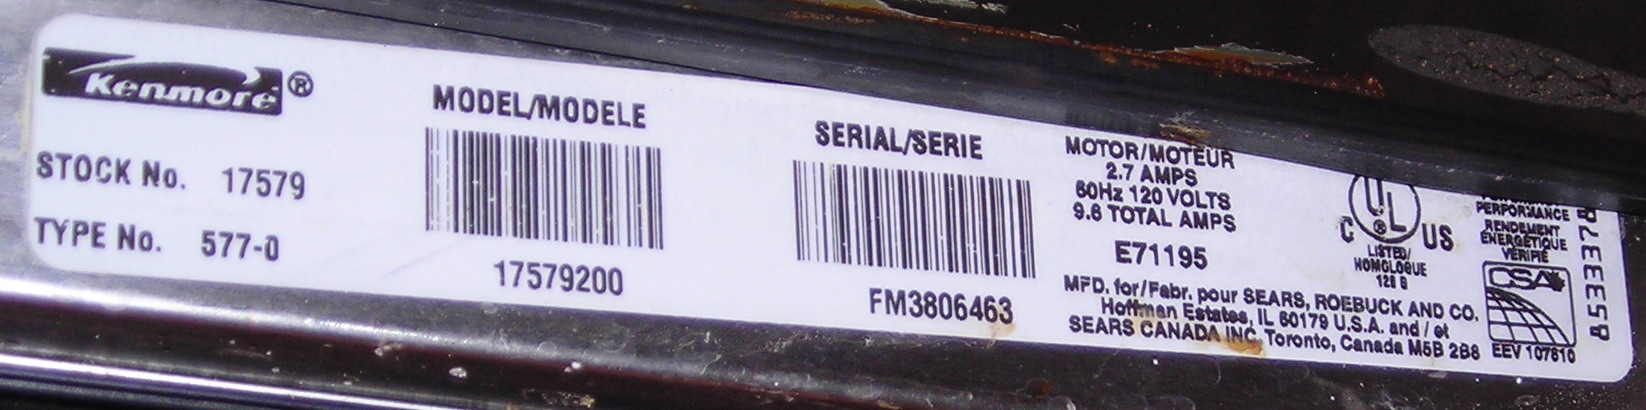 Kenmore®
STOCK No. 17579
TYPE No. 577-0
MODEL/MODELE
17579200
SERIAL/SERIE
FM3806463
MOTOR/MOTEUR
2.7 AMPS
60Hz 120 VOLTS
9.6 TOTAL AMPS
E71195
MFD. for/Fabr. pour SEARS, ROEBUCK AND CO.
Hoffman Estates, IL 60179 U.S.A. and / et
SEARS CANADA INC, Toronto, Canada M5B 2B8
UL
®
C US
LISTED/
HOMOLOGUE
PERFORMANCE
RENDEMENT
ÉNERGÉTIQUE
VÉRIFIÉ
CSA
EEV 107610